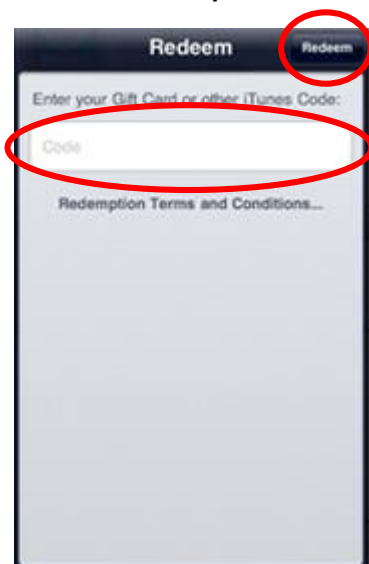 Redeem
Redeem
Enter your Gift Card or other iTunes Code:
Code
Redemption Terms and Conditions...